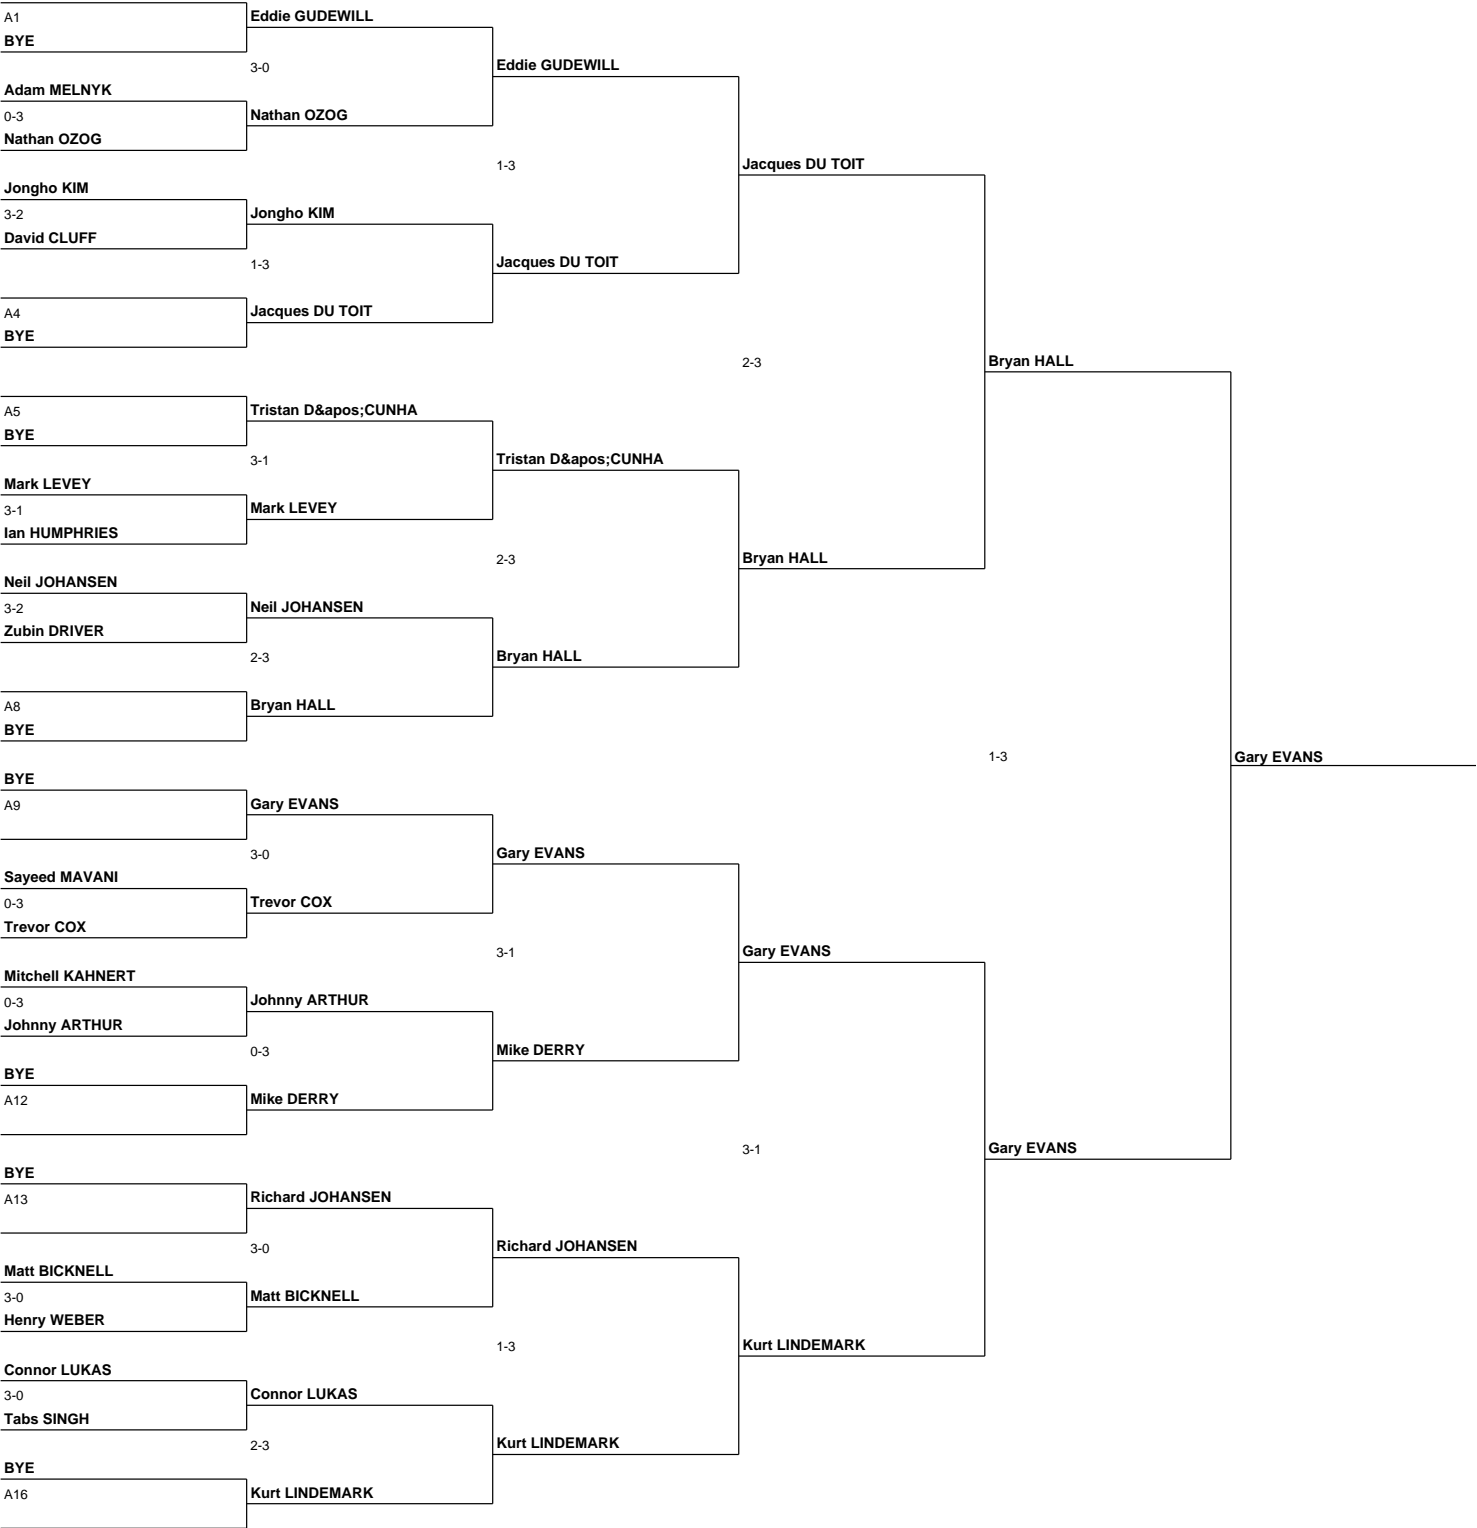 A1
BYE
Eddie GUDEWILL
3-0
Eddie GUDEWILL
Adam MELNYK
0-3
Nathan OZOG
Nathan OZOG
1-3
Jacques DU TOIT
Jongho KIM
3-2
David CLUFF
Jongho KIM
1-3
Jacques DU TOIT
A4
BYE
Jacques DU TOIT
2-3
Bryan HALL
A5
BYE
Tristan D&apos;CUNHA
3-1
Tristan D&apos;CUNHA
Mark LEVEY
3-1
Ian HUMPHRIES
Mark LEVEY
2-3
Bryan HALL
Neil JOHANSEN
3-2
Zubin DRIVER
Neil JOHANSEN
2-3
Bryan HALL
A8
BYE
Bryan HALL
1-3
Gary EVANS
BYE
A9
Gary EVANS
3-0
Gary EVANS
Sayeed MAVANI
0-3
Trevor COX
Trevor COX
3-1
Gary EVANS
Mitchell KAHNERT
0-3
Johnny ARTHUR
Johnny ARTHUR
0-3
Mike DERRY
BYE
A12
Mike DERRY
3-1
Gary EVANS
BYE
A13
Richard JOHANSEN
3-0
Richard JOHANSEN
Matt BICKNELL
3-0
Henry WEBER
Matt BICKNELL
1-3
Kurt LINDEMARK
Connor LUKAS
3-0
Tabs SINGH
Connor LUKAS
2-3
Kurt LINDEMARK
BYE
A16
Kurt LINDEMARK